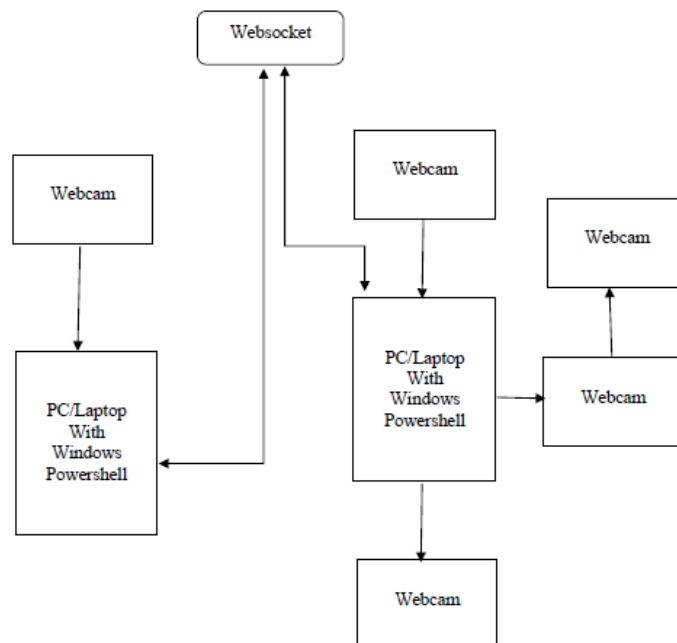 Websocket
Webcam
Webcam
Webcam
PC/Laptop
With
Windows
Powershell
PC/Laptop
With
Windows
Powershell
Webcam
Webcam